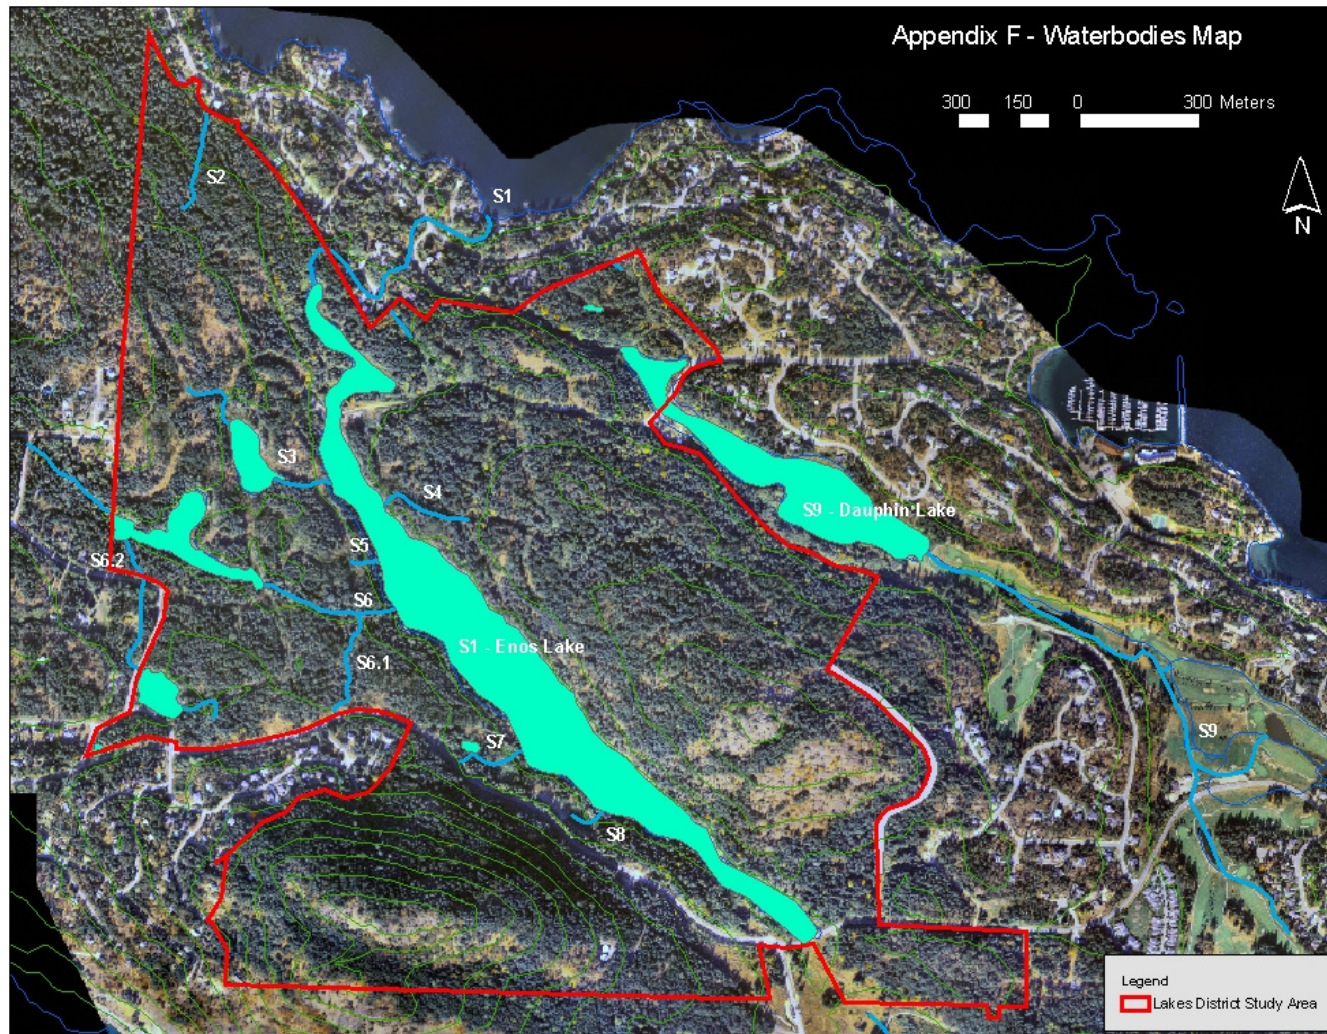 Appendix F - Waterbodies Map
300 150 0 300 Meters
N
S2
S1
S3
S4
S9 - Dauphin Lake
S5
S6.2
S6
S1 - Enos Lake
S6.1
S7
S9
S8
Legend
Lakes District Study Area